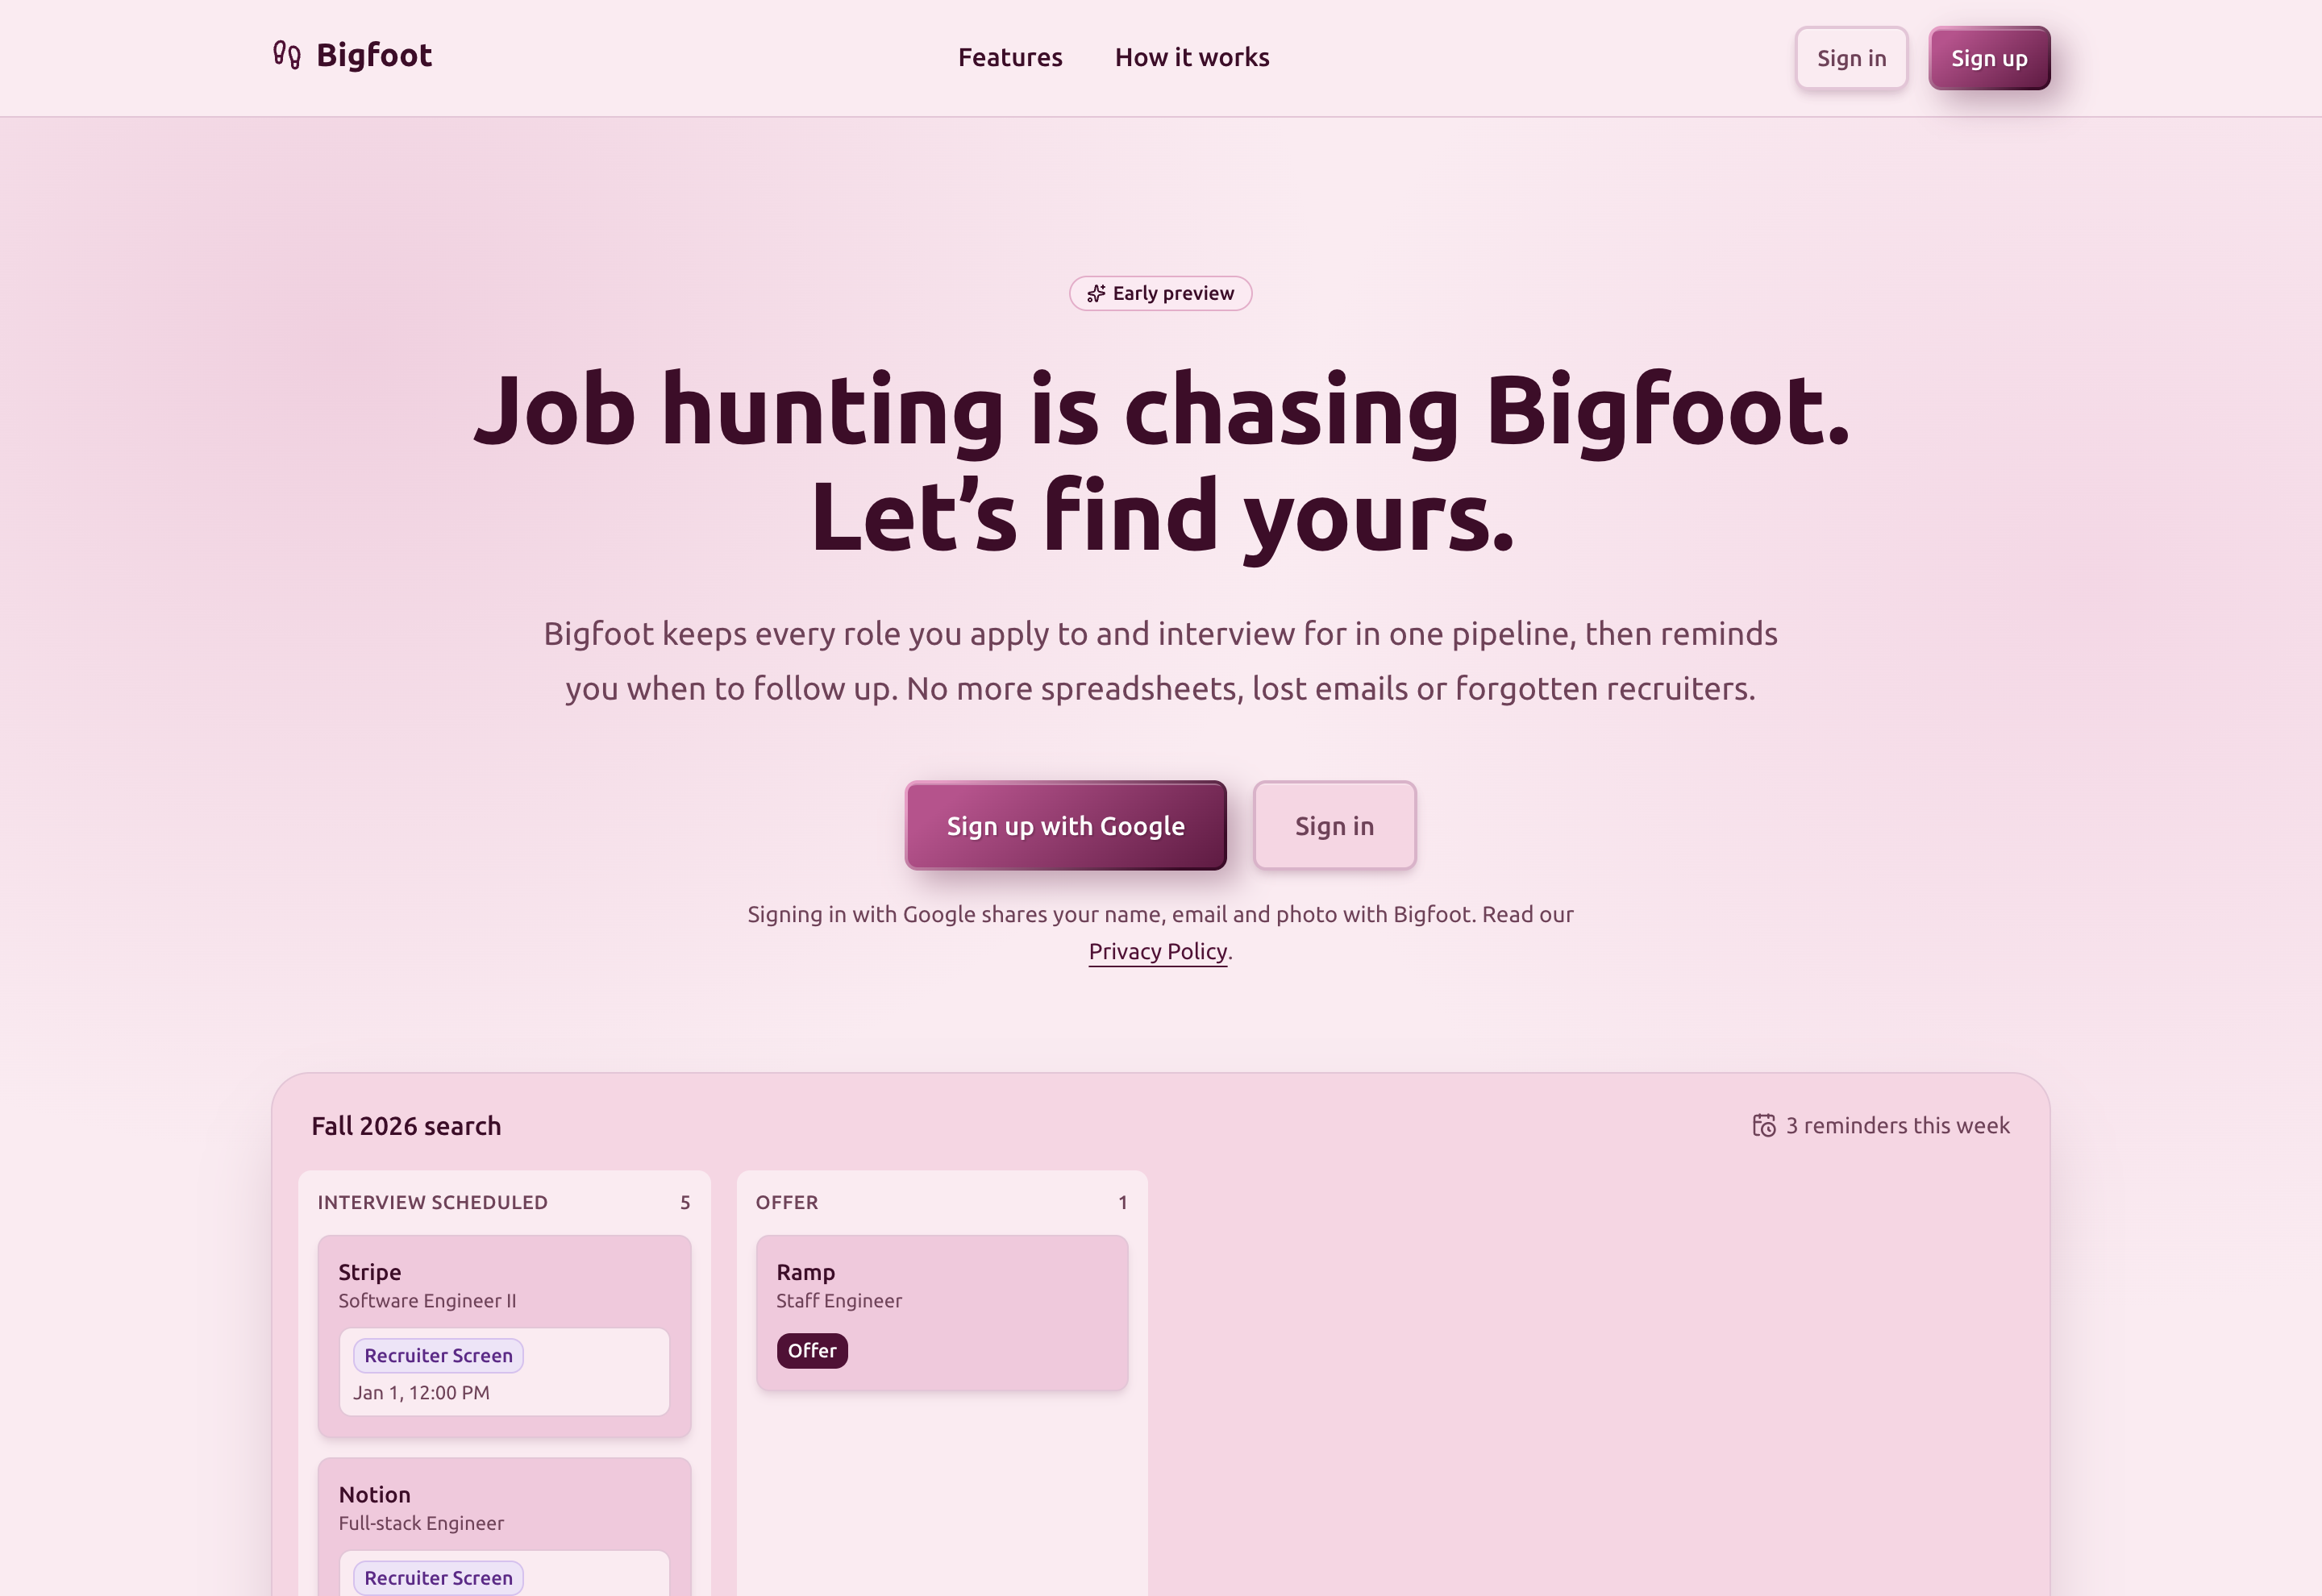 Bigfoot
Features
How it works
Sign in
Sign up
Early preview
Job hunting is chasing Bigfoot.
Let’s find yours.
Bigfoot keeps every role you apply to and interview for in one pipeline, then reminds
you when to follow up. No more spreadsheets, lost emails or forgotten recruiters.
Sign up with Google
Sign in
Signing in with Google shares your name, email and photo with Bigfoot. Read our
Privacy Policy.
Fall 2026 search
3 reminders this week
INTERVIEW SCHEDULED 5
Stripe
Software Engineer II
Recruiter Screen
Jan 1, 12:00 PM
Notion
Full-stack Engineer
Recruiter Screen
OFFER 1
Ramp
Staff Engineer
Offer